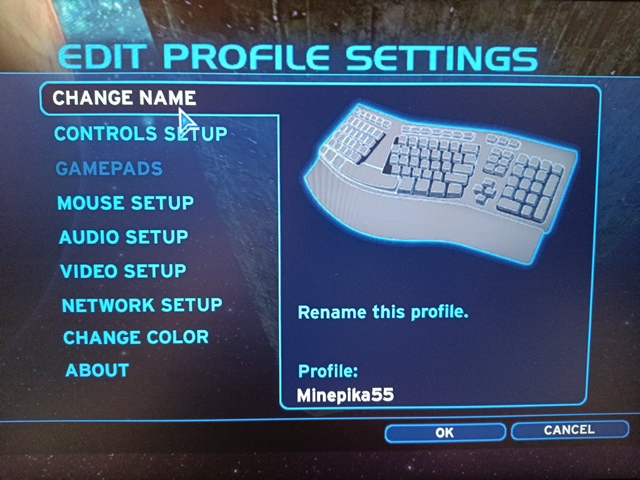 EDIT PROFILE SETTINGS
CHANGE NAME
CONTROLS SETUP
GAMEPADS
MOUSE SETUP
AUDIO SETUP
VIDEO SETUP
NETWORK SETUP
CHANGE COLOR
ABOUT
Rename this profile.
Profile:
Minepika55
OK
CANCEL